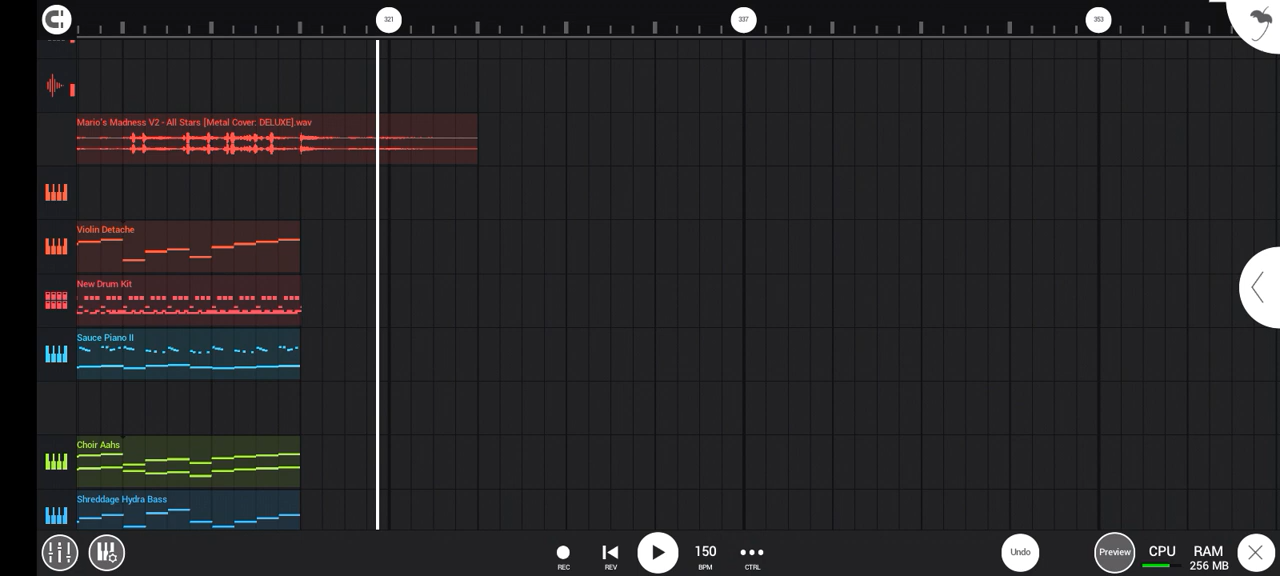 321
337
353
Mario's Madness V2 - All Stars [Metal Cover: DELUXE].wav
Violin Detache
New Drum Kit
Sauce Piano II
Choir Aahs
Shreddage Hydra Bass
REC
REV
150
BPM
CTRL
Undo
Preview
CPU
RAM
256 MB